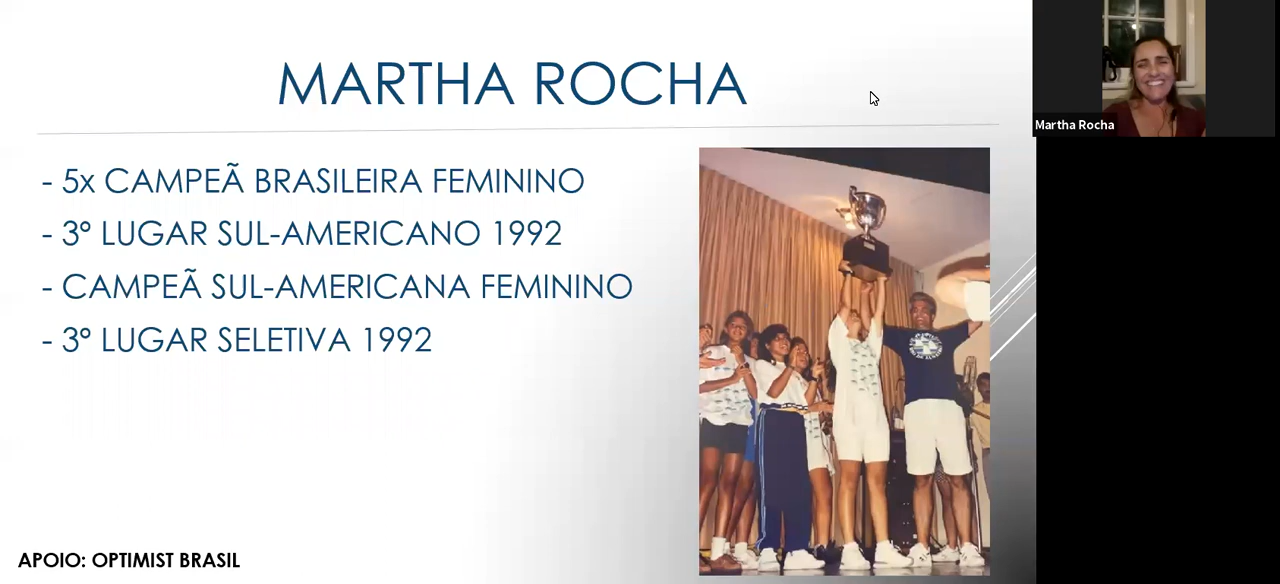 MARTHA ROCHA
Martha Rocha
- 5x CAMPEÃ BRASILEIRA FEMININO
- 3º LUGAR SUL-AMERICANO 1992
- CAMPEÃ SUL-AMERICANA FEMININO
- 3º LUGAR SELETIVA 1992
APOIO: OPTIMIST BRASIL